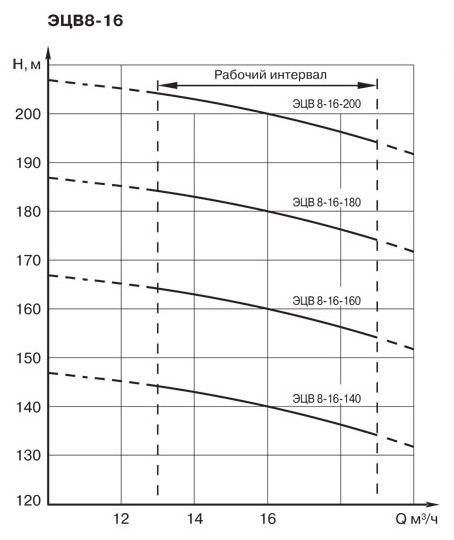 ЭЦВ8-16
H, м
Рабочий интервал
ЭЦВ 8-16-200
200
190
ЭЦВ 8-16-180
180
170
ЭЦВ 8-16-160
160
150
ЭЦВ 8-16-140
140
130
120
12 14 16 Q м³/ч